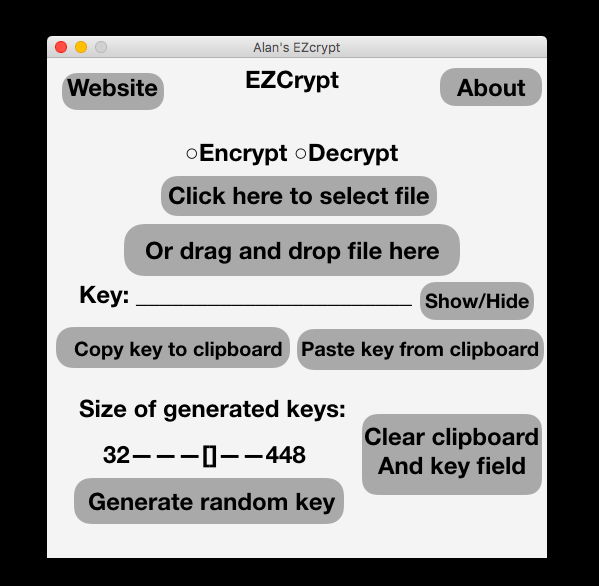 Alan's EZcrypt
Website EZCrypt About
○Encrypt ○Decrypt
Click here to select file
Or drag and drop file here
Key: _______________________ Show/Hide
Copy key to clipboard Paste key from clipboard
Size of generated keys:
32———[]——448
Clear clipboard
And key field
Generate random key